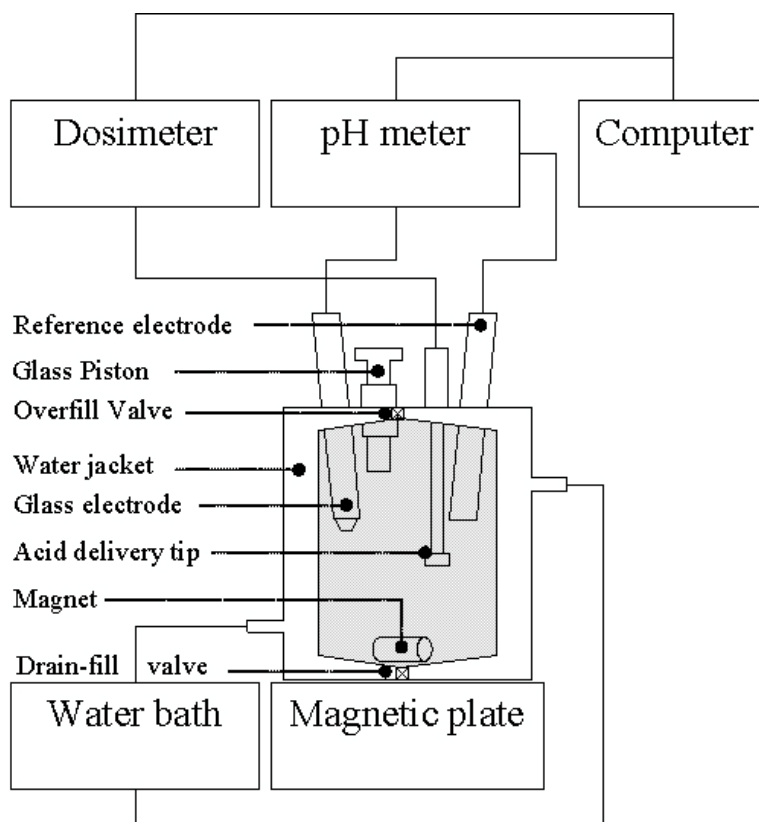 Dosimeter
pH meter
Computer
Reference electrode
Glass Piston
Overfill Valve
Water jacket
Glass electrode
Acid delivery tip
Magnet
Drain-fill valve
Water bath
Magnetic plate